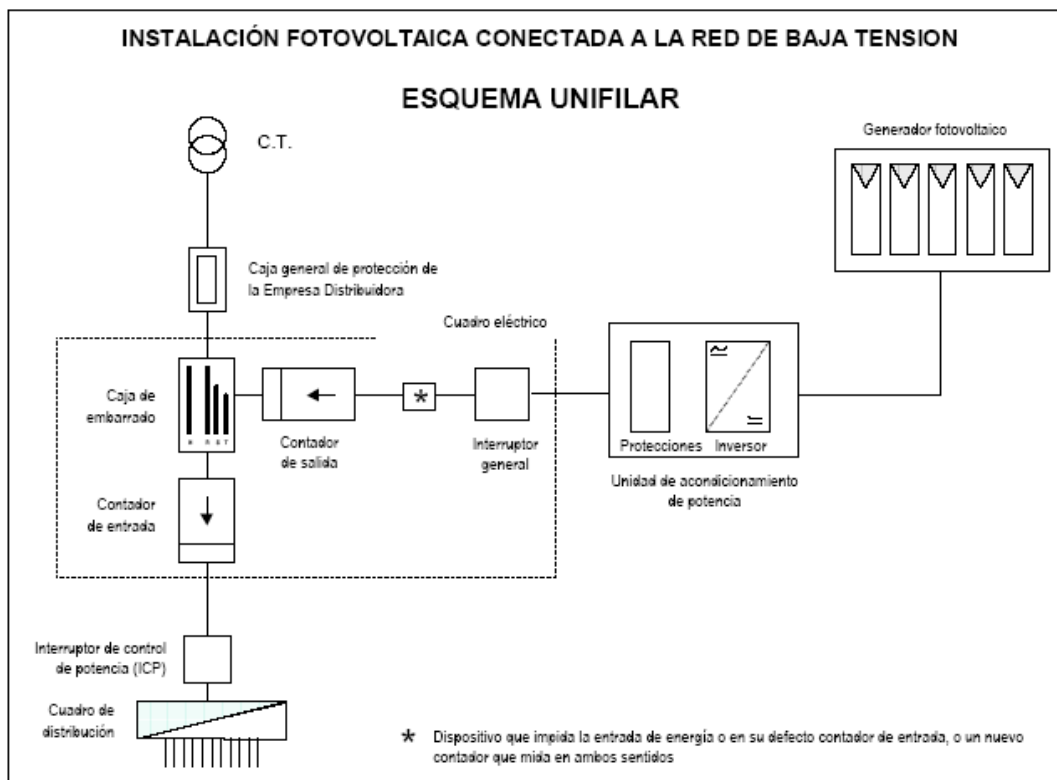 INSTALACIÓN FOTOVOLTAICA CONECTADA A LA RED DE BAJA TENSION
ESQUEMA UNIFILAR
Generador fotovoltaico
C.T.
Caja general de protección de
la Empresa Distribuidora
Cuadro eléctrico
Caja de
embarrado
N R S T
Contador
de salida
*
Interruptor
general
Protecciones
Inversor
Unidad de acondicionamiento
de potencia
Contador
de entrada
Interruptor de control
de potencia (ICP)
Cuadro de
distribución
* Dispositivo que impida la entrada de energía o en su defecto contador de entrada, o un nuevo
contador que mida en ambos sentidos